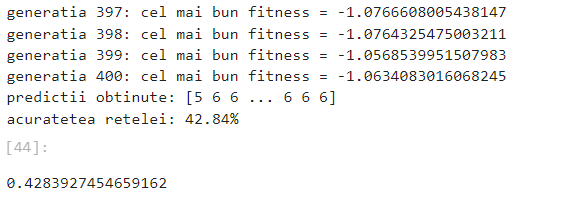 generatia 397: cel mai bun fitness = -1.0766608005438147
generatia 398: cel mai bun fitness = -1.0764325475003211
generatia 399: cel mai bun fitness = -1.0568539951507983
generatia 400: cel mai bun fitness = -1.0634083016068245
predictii obtinute: [5 6 6 ... 6 6 6]
acuratetea retelei: 42.84%
[44]:
0.4283927454659162